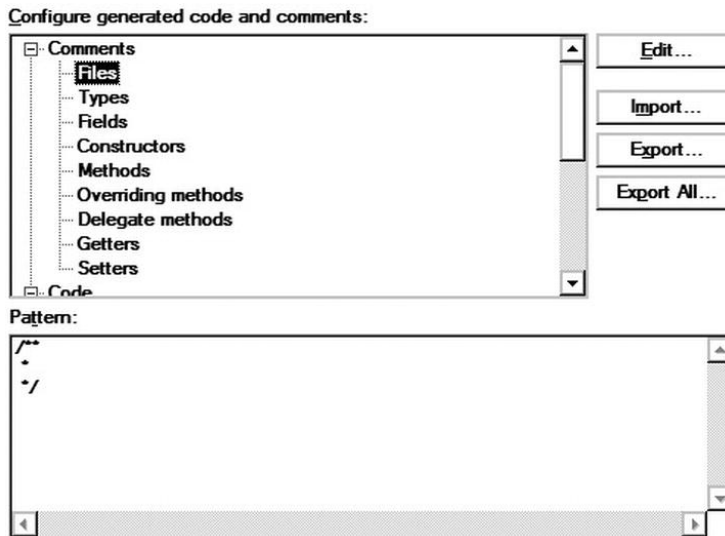 Configure generated code and comments:
Comments
Files
Types
Fields
Constructors
Methods
Overriding methods
Delegate methods
Getters
Setters
Code
Edit...
Import...
Export...
Export All...
Pattern:
/**
*
*/